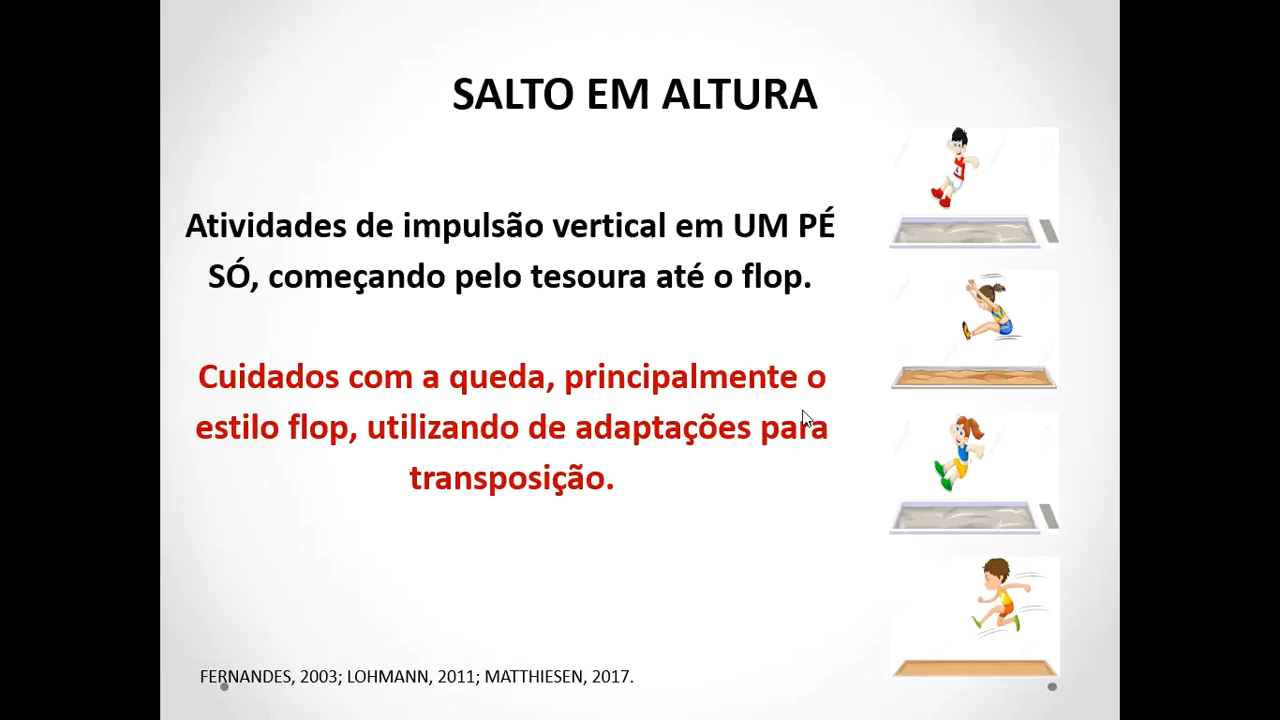 SALTO EM ALTURA
Atividades de impulsão vertical em UM PÉ
SÓ, começando pelo tesoura até o flop.
Cuidados com a queda, principalmente o
estilo flop, utilizando de adaptações para
transposição.
FERNANDES, 2003; LOHMANN, 2011; MATTHIESEN, 2017.